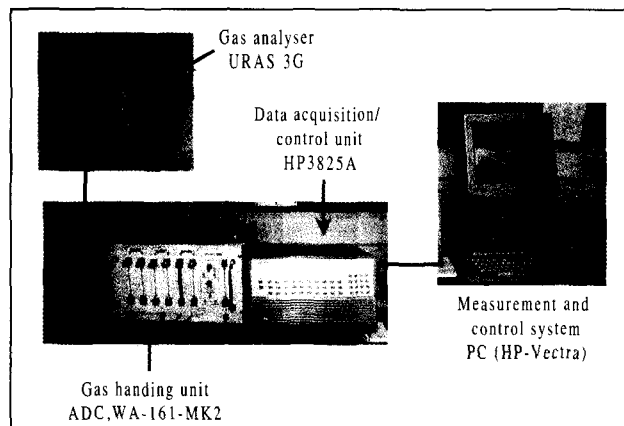 Gas analyser
URAS 3G
Data acquisition/
control unit
HP3825A
Measurement and
control system
PC (HP-Vectra)
Gas handing unit
ADC,WA-161-MK2